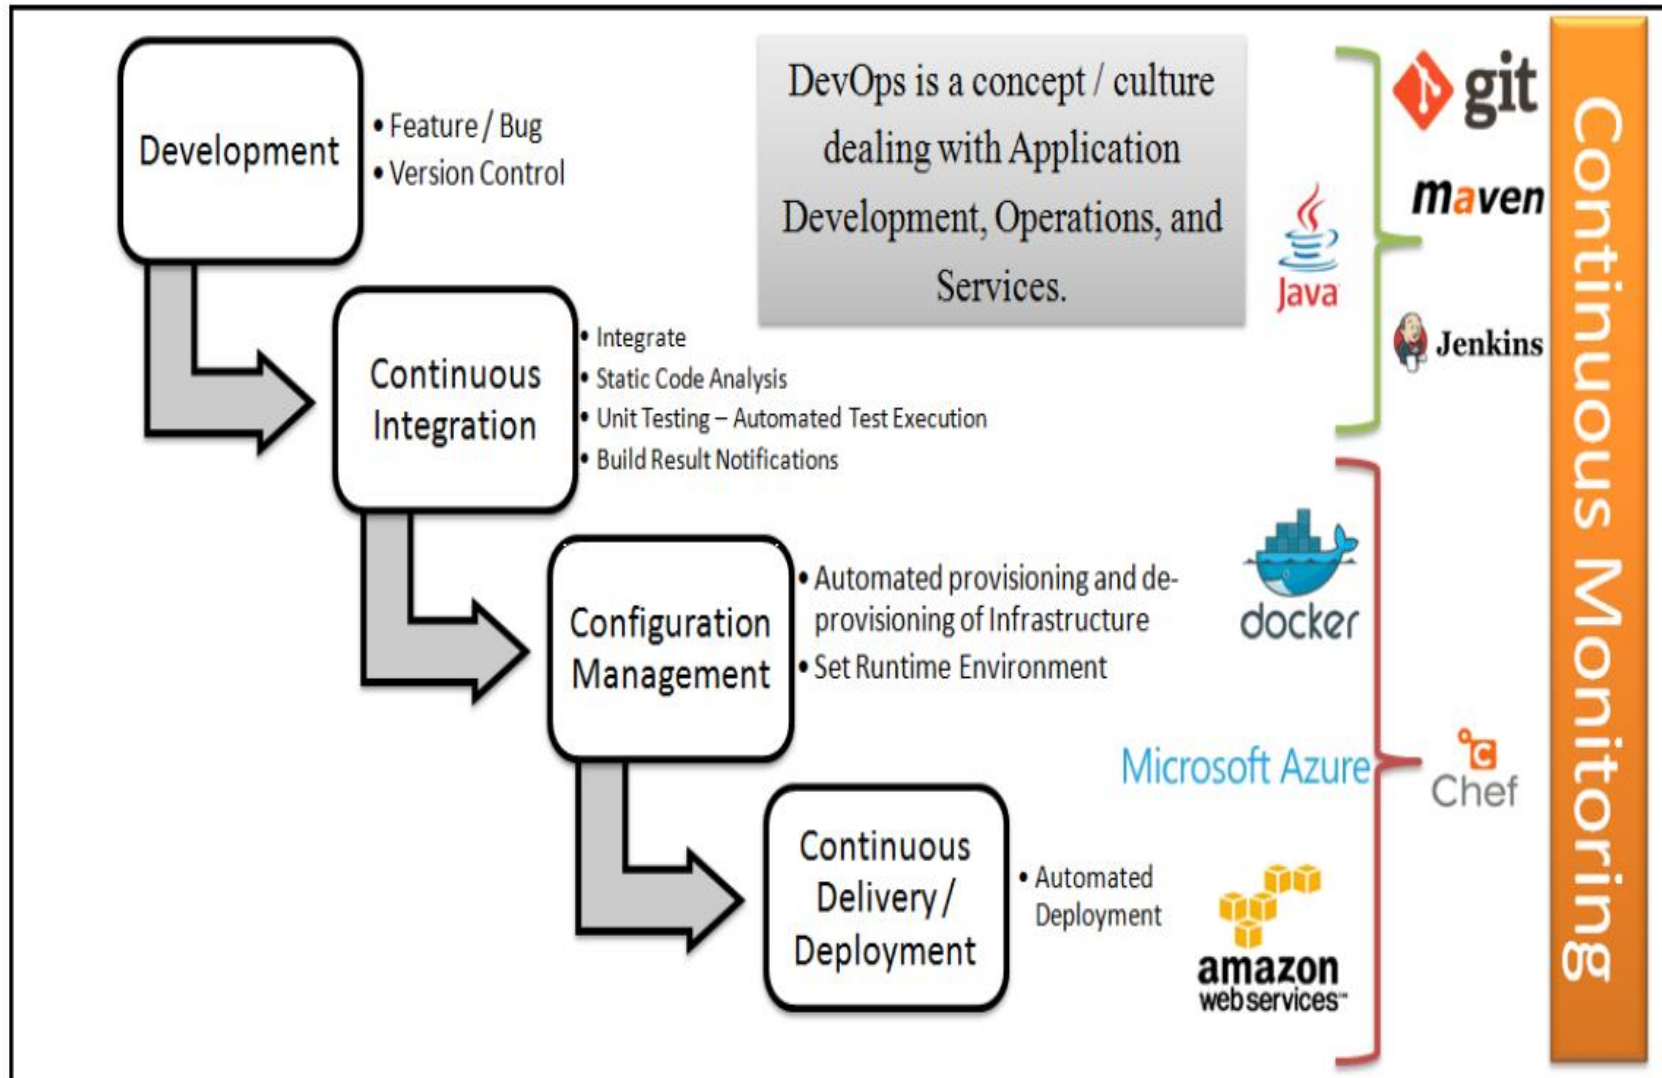 Development
• Feature / Bug
• Version Control
DevOps is a concept / culture
dealing with Application
Development, Operations, and
Services.
Java
git
maven
Jenkins
Continuous
Integration
• Integrate
• Static Code Analysis
• Unit Testing – Automated Test Execution
• Build Result Notifications
Configuration
Management
• Automated provisioning and de-
provisioning of Infrastructure
• Set Runtime Environment
docker
Microsoft Azure
Chef
Continuous
Delivery /
Deployment
• Automated
Deployment
amazon
web services™
Continuous Monitoring